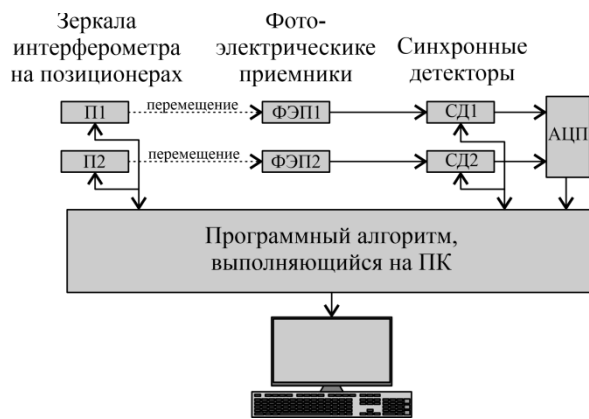 Зеркала
интерферометра
на позиционерах
Фото-
электрическике
приемники
Синхронные
детекторы
П1
перемещение
ФЭП1
СД1
АЦП
П2
перемещение
ФЭП2
СД2
Программный алгоритм,
выполняющийся на ПК